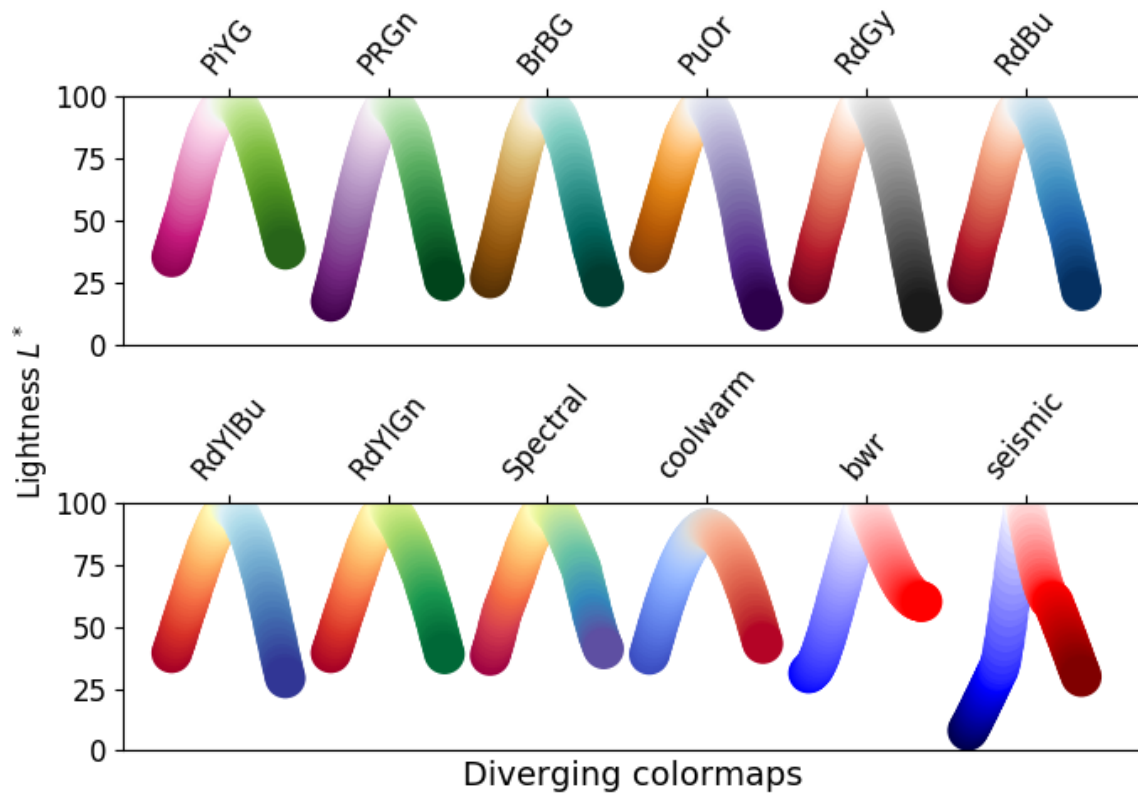 PiYG PRGn BrBG PuOr RdGy RdBu
100
75
50
25
0
Lightness L*
RdYlBu RdYlGn Spectral coolwarm bwr seismic
100
75
50
25
0
Diverging colormaps